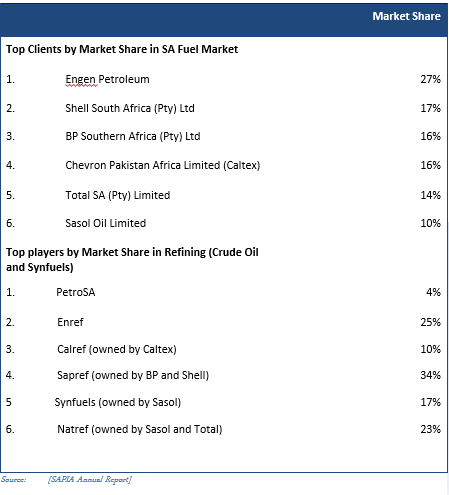 Market Share
Top Clients by Market Share in SA Fuel Market
1. Engen Petroleum 27%
2. Shell South Africa (Pty) Ltd 17%
3. BP Southern Africa (Pty) Ltd 16%
4. Chevron Pakistan Africa Limited (Caltex) 16%
5. Total SA (Pty) Limited 14%
6. Sasol Oil Limited 10%
Top players by Market Share in Refining (Crude Oil
and Synfuels)
1. PetroSA 4%
2. Enref 25%
3. Calref (owned by Caltex) 10%
4. Sapref (owned by BP and Shell) 34%
5 Synfuels (owned by Sasol) 17%
6. Natref (owned by Sasol and Total) 23%
Source: [SAPIA Annual Report]